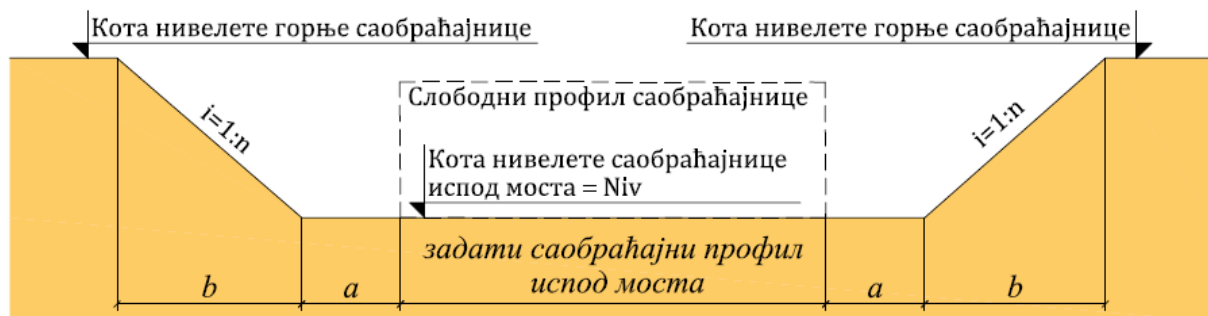 Кота нивелете горње саобраћајнице
Кота нивелете горње саобраћајнице
Слободни профил саобраћајнице
i=1:n
i=1:n
Кота нивелете саобраћајнице
испод моста = Niv
задати саобраћајни профил
испод моста
b
a
a
b